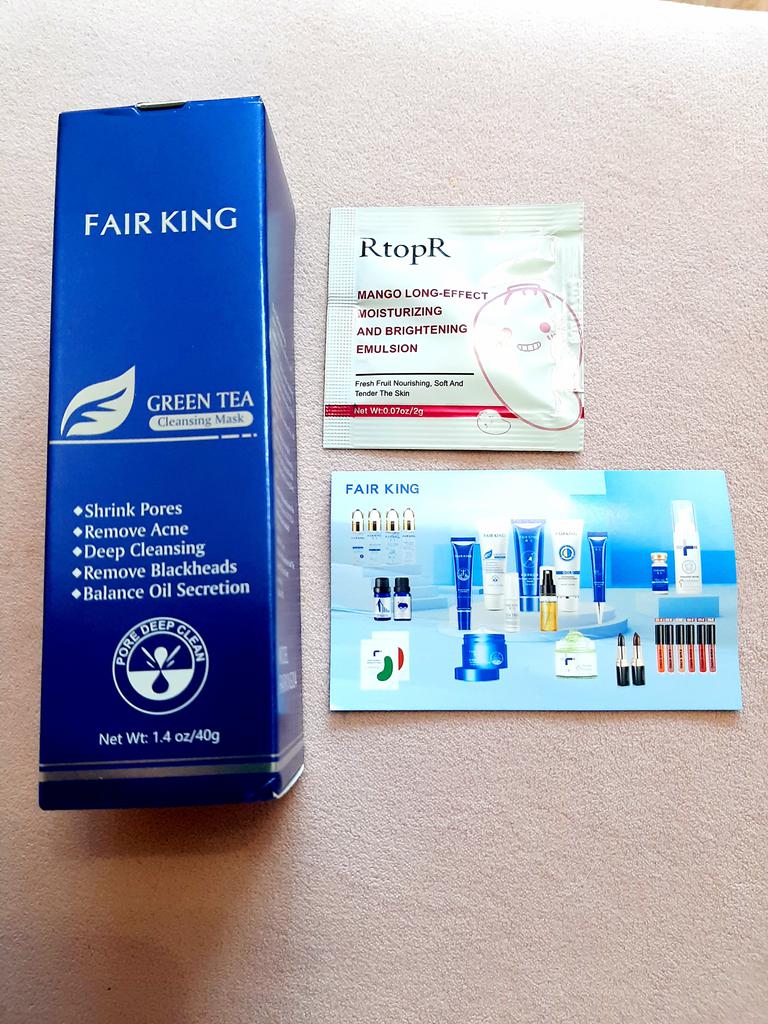 FAIR KING
GREEN TEA
Cleansing Mask
◆Shrink Pores
◆Remove Acne
◆Deep Cleansing
◆Remove Blackheads
◆Balance Oil Secretion
PORE DEEP CLEAN
Net Wt: 1.4 oz/40g
RtopR
MANGO LONG-EFFECT
MOISTURIZING
AND BRIGHTENING
EMULSION
Fresh Fruit Nourishing, Soft And
Tender The Skin
Net Wt:0.07oz/2g
FAIR KING